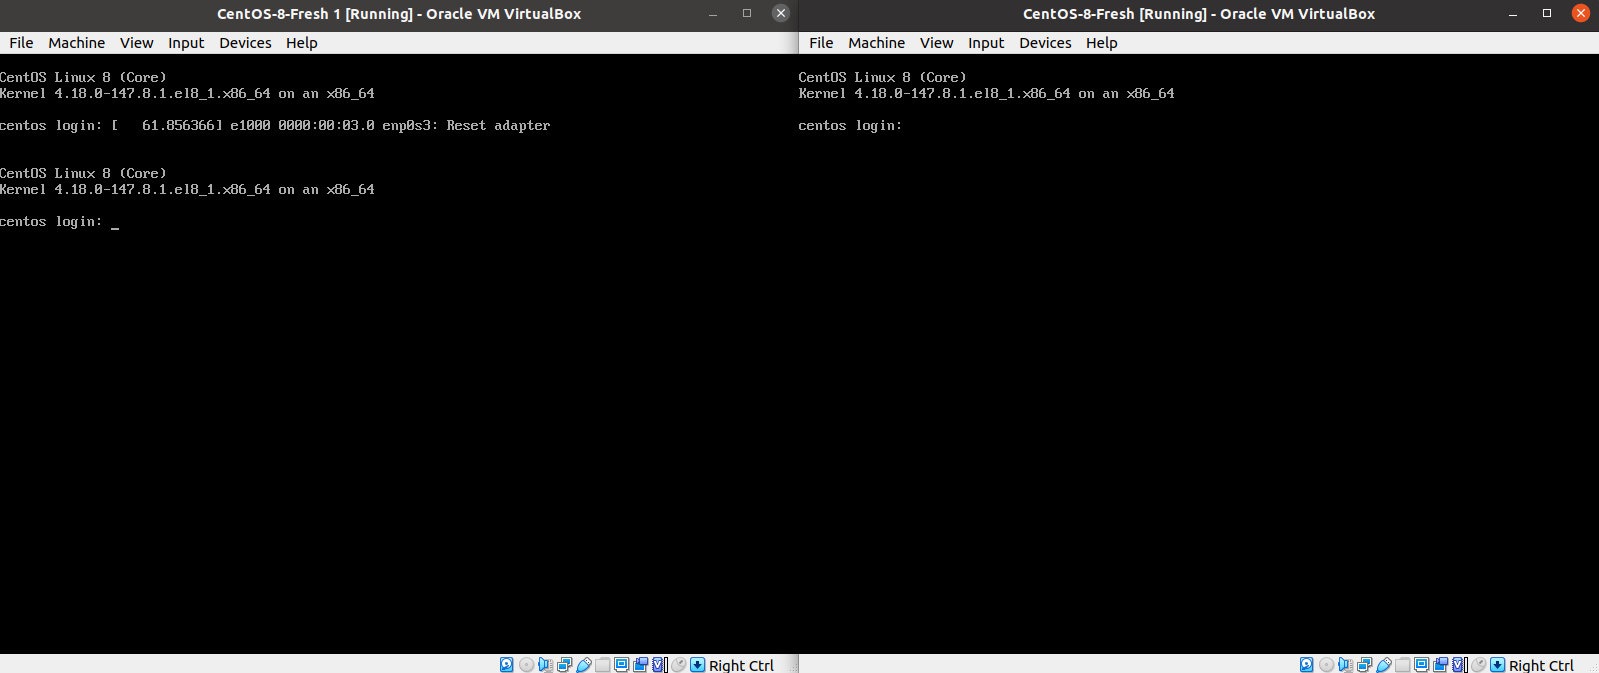 CentOS-8-Fresh 1 [Running] - Oracle VM VirtualBox
File Machine View Input Devices Help
CentOS Linux 8 (Core)
Kernel 4.18.0-147.8.1.el8_1.x86_64 on an x86_64
centos login: [   61.856366] e1000 0000:00:03.0 enp0s3: Reset adapter
CentOS Linux 8 (Core)
Kernel 4.18.0-147.8.1.el8_1.x86_64 on an x86_64
centos login: _
Right Ctrl
CentOS-8-Fresh [Running] - Oracle VM VirtualBox
File Machine View Input Devices Help
CentOS Linux 8 (Core)
Kernel 4.18.0-147.8.1.el8_1.x86_64 on an x86_64
centos login:
Right Ctrl